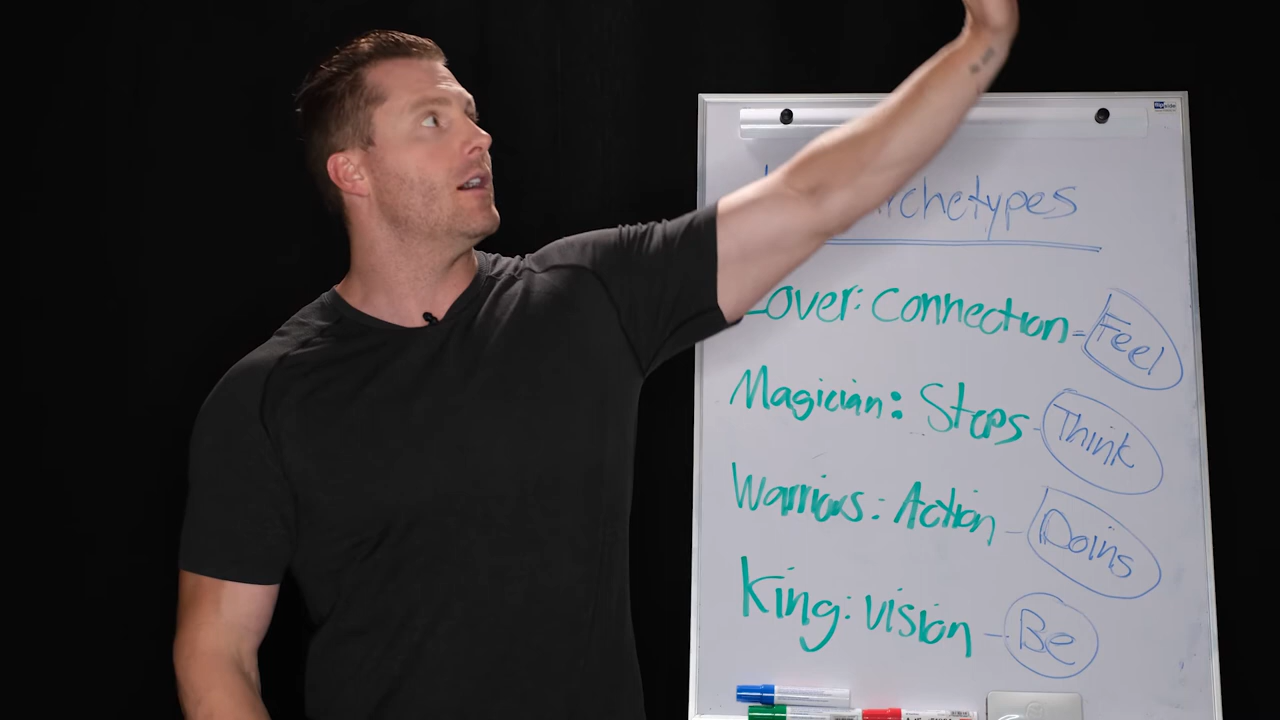 Archetypes
Lover: Connection - Feel
Magician: Steps - Think
Warriors: Action - Doing
King: vision - Be